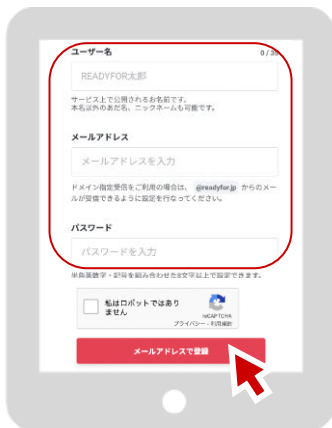 ユーザー名
0 / 30
READYFOR太郎
サービス上で公開されるお名前です。
本名以外のあだ名、ニックネームも可能です。
メールアドレス
メールアドレスを入力
ドメイン指定受信をご利用の場合は、 @readyfor.jp からのメー
ルが受信できるように設定を行なってください。
パスワード
パスワードを入力
半角英数字・記号を組み合わせた8文字以上で設定できます。
私はロボットではあり
ません
reCAPTCHA
プライバシー - 利用規約
メールアドレスで登録